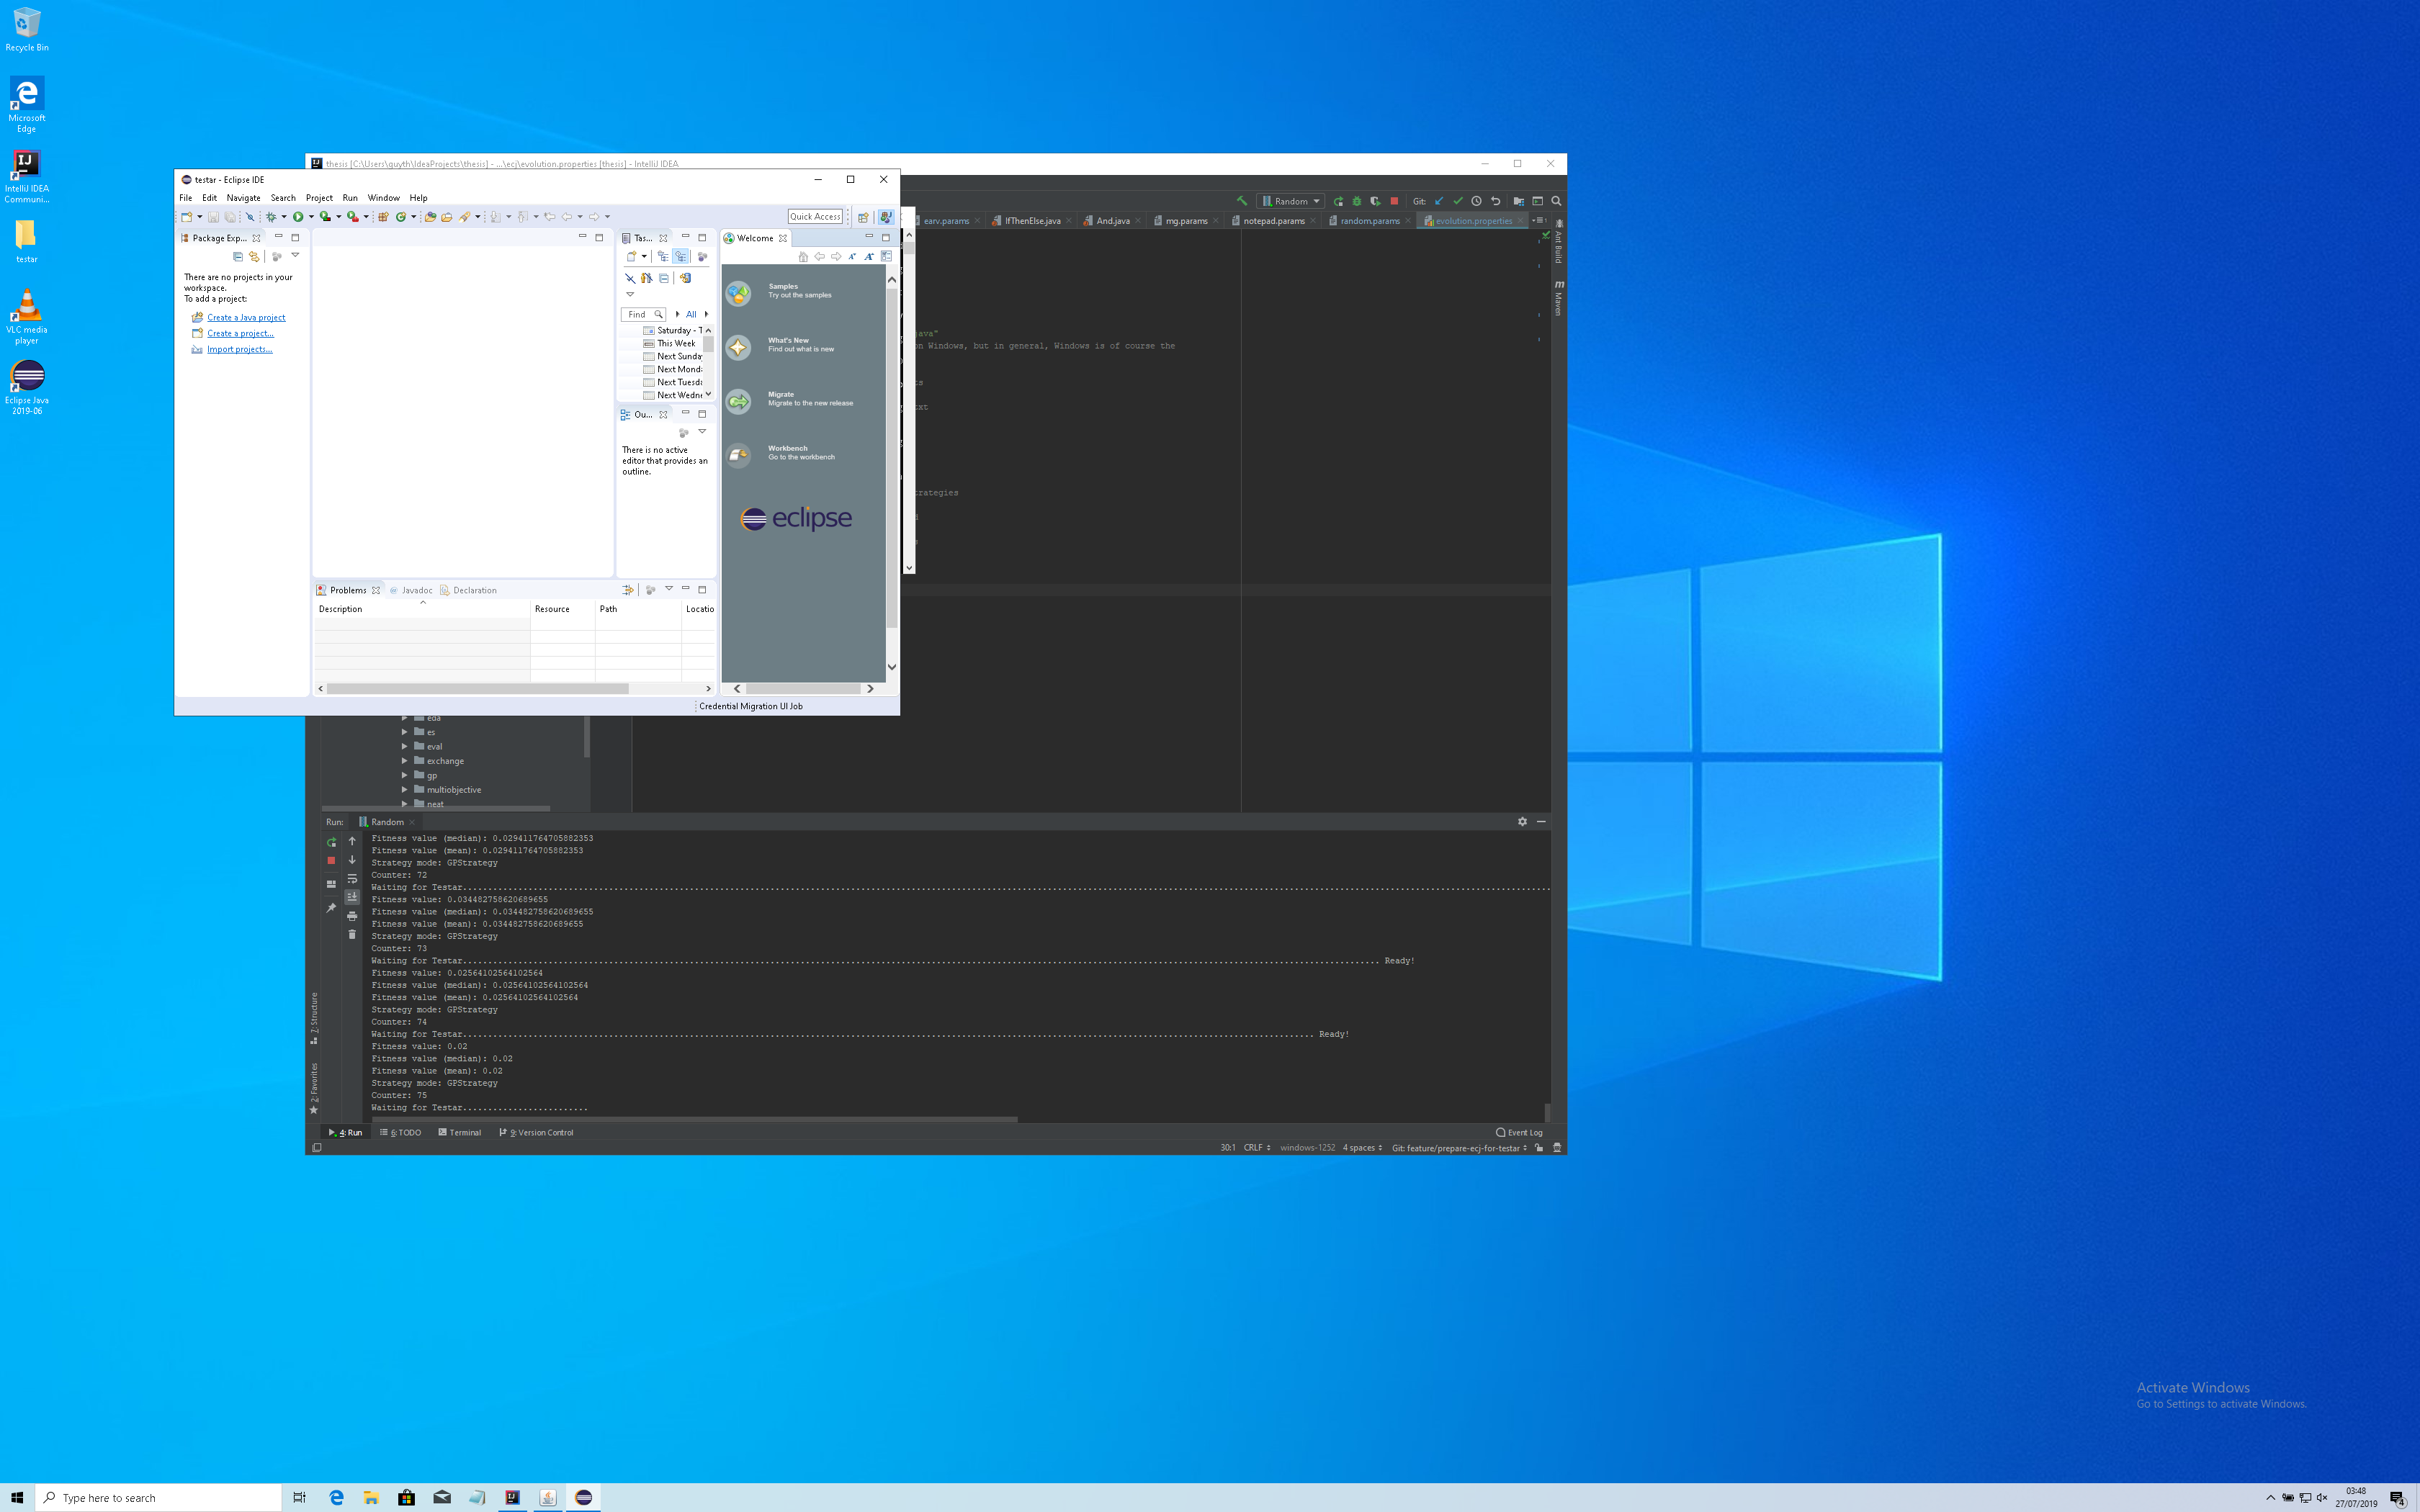 Recycle Bin
Microsoft
Edge
IntelliJ IDEA
Communi...
testar
VLC media
player
Eclipse Java
2019-06
thesis [C:\Users\guyth\IdeaProjects\thesis] - ...\ecj\evolution.properties [thesis] - IntelliJ IDEA
testar - Eclipse IDE
File Edit Navigate Search Project Run Window Help
Quick Access
Random
Git:
earv.params IfThenElse.java And.java mg.params notepad.params random.params evolution.properties
Package Exp...
There are no projects in your
workspace.
To add a project:
Create a Java project
Create a project...
Import projects...
Tas...
Find
All
Saturday - T
This Week
Next Sunda
Next Mond
Next Tuesda
Next Wedne
Ou...
There is no active
editor that provides an
outline.
Welcome
Samples
Try out the samples
What's New
Find out what is new
Migrate
Migrate to the new release
Workbench
Go to the workbench
eclipse
Problems Javadoc Declaration
Description Resource Path Locatio
Credential Migration UI Job
java"
on Windows, but in general, Windows is of course the
ts
xt
trategies
Ant Build
Maven
eda
es
eval
exchange
gp
multiobjective
neat
Run: Random
Fitness value (median): 0.029411764705882353
Fitness value (mean): 0.029411764705882353
Strategy mode: GPStrategy
Counter: 72
Waiting for Testar................................................................
Fitness value: 0.034482758620689655
Fitness value (median): 0.034482758620689655
Fitness value (mean): 0.034482758620689655
Strategy mode: GPStrategy
Counter: 73
Waiting for Testar................................................................ Ready!
Fitness value: 0.02564102564102564
Fitness value (median): 0.02564102564102564
Fitness value (mean): 0.02564102564102564
Strategy mode: GPStrategy
Counter: 74
Waiting for Testar................................................................ Ready!
Fitness value: 0.02
Fitness value (median): 0.02
Fitness value (mean): 0.02
Strategy mode: GPStrategy
Counter: 75
Waiting for Testar.........................
7: Structure
2: Favorites
4: Run 6: TODO Terminal 9: Version Control
Event Log
30:1 CRLF windows-1252 4 spaces Git: feature/prepare-ecj-for-testar
Activate Windows
Go to Settings to activate Windows.
Type here to search
03:48
27/07/2019
4